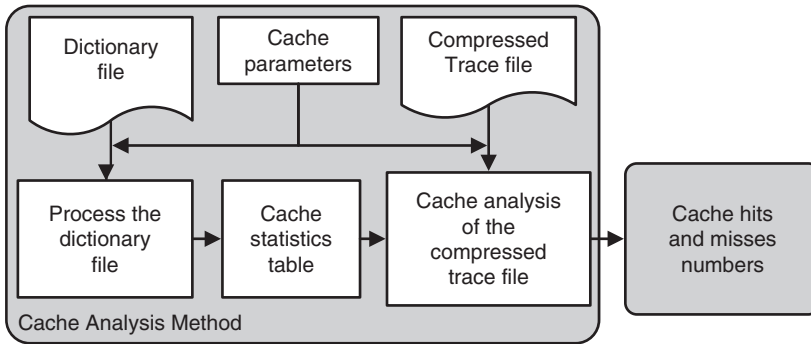 Dictionary
file
Cache
parameters
Compressed
Trace file
Process the
dictionary
file
Cache
statistics
table
Cache analysis
of the
compressed
trace file
Cache hits
and misses
numbers
Cache Analysis Method